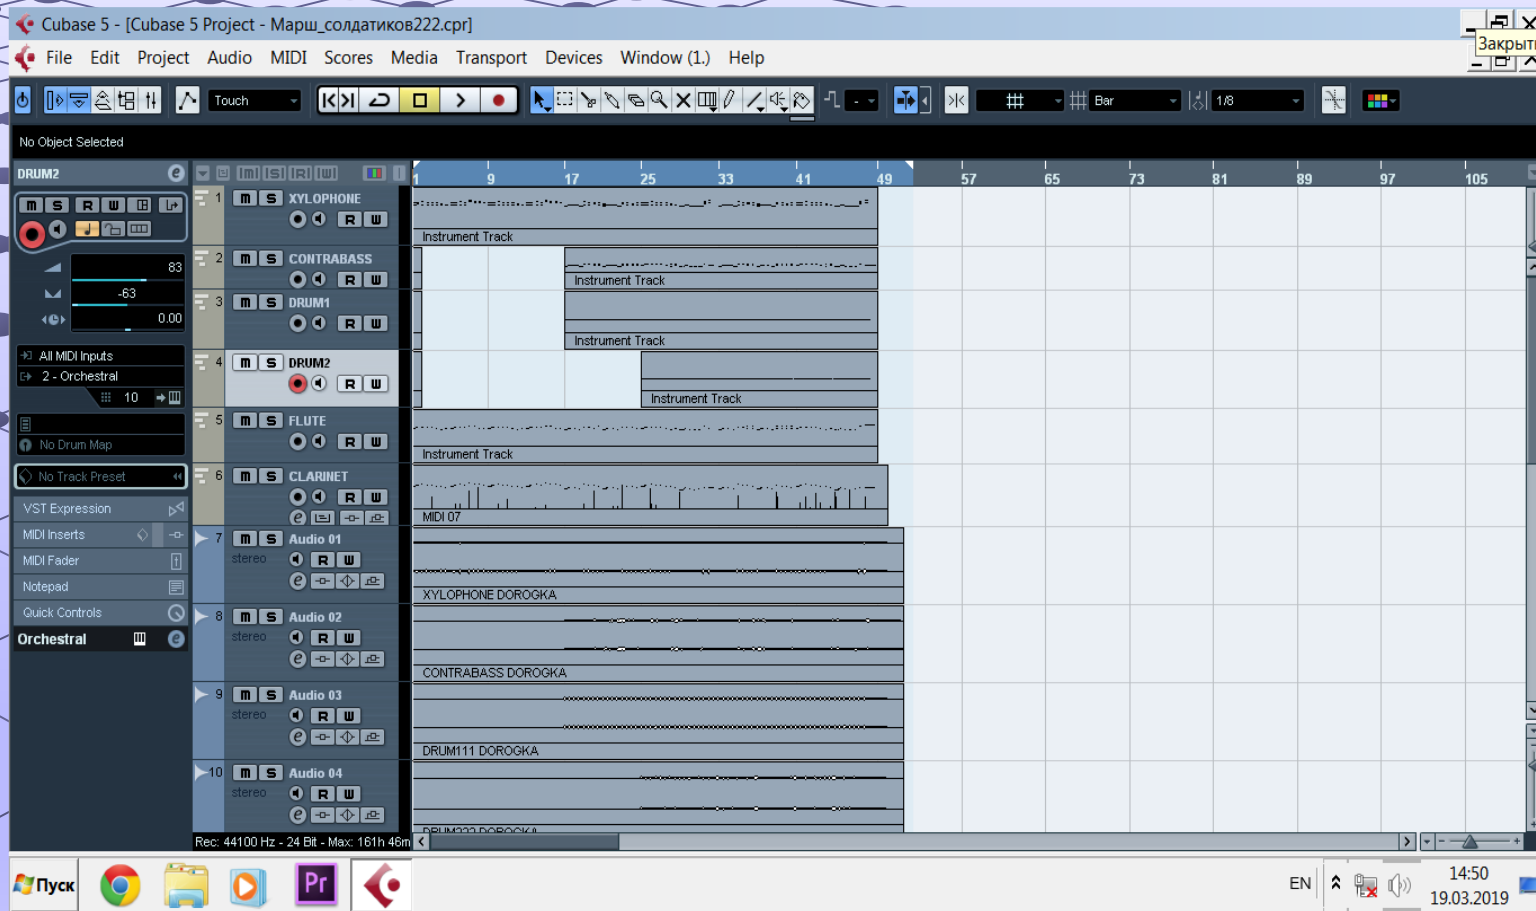 Cubase 5 - [Cubase 5 Project - Марш_солдатиков222.cpr]
Закрыть
File Edit Project Audio MIDI Scores Media Transport Devices Window (1.) Help
Touch
Bar
1/8
No Object Selected
DRUM2
1 9 17 25 33 41 49 57 65 73 81 89 97 105
m S R W
83
-63
0.00
All MIDI Inputs
2 - Orchestral
10
No Drum Map
No Track Preset
VST Expression
MIDI Inserts
MIDI Fader
Notepad
Quick Controls
Orchestral
[m] [S] [R] [W]
1 m S XYLOPHONE
R W
Instrument Track
2 m S CONTRABASS
R W
Instrument Track
3 m S DRUM1
R W
Instrument Track
4 m S DRUM2
R W
Instrument Track
5 m S FLUTE
R W
Instrument Track
6 m S CLARINET
R W
MIDI 07
7 m S Audio 01
stereo R W
XYLOPHONE DOROGKA
8 m S Audio 02
stereo R W
CONTRABASS DOROGKA
9 m S Audio 03
stereo R W
DRUM111 DOROGKA
10 m S Audio 04
stereo R W
DRUM222 DOROGKA
Rec: 44100 Hz - 24 Bit - Max: 161h 46m
Пуск
Pr
EN
14:50
19.03.2019